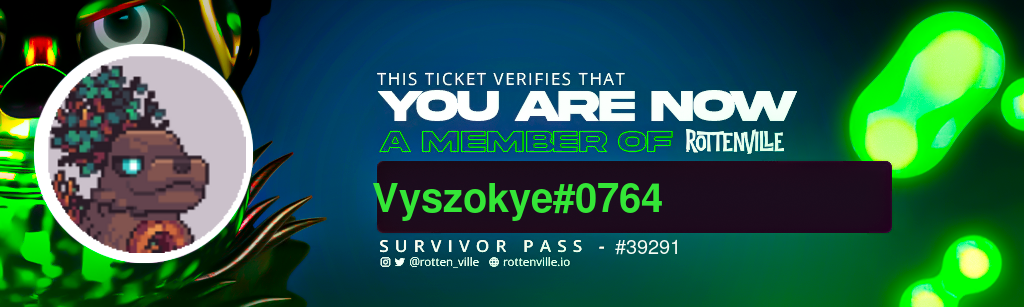 THIS TICKET VERIFIES THAT
YOU ARE NOW
A MEMBER OF ROTTENVILLE
Vyszokye#0764
SURVIVOR PASS - #39291
@rotten_ville rottenville.io